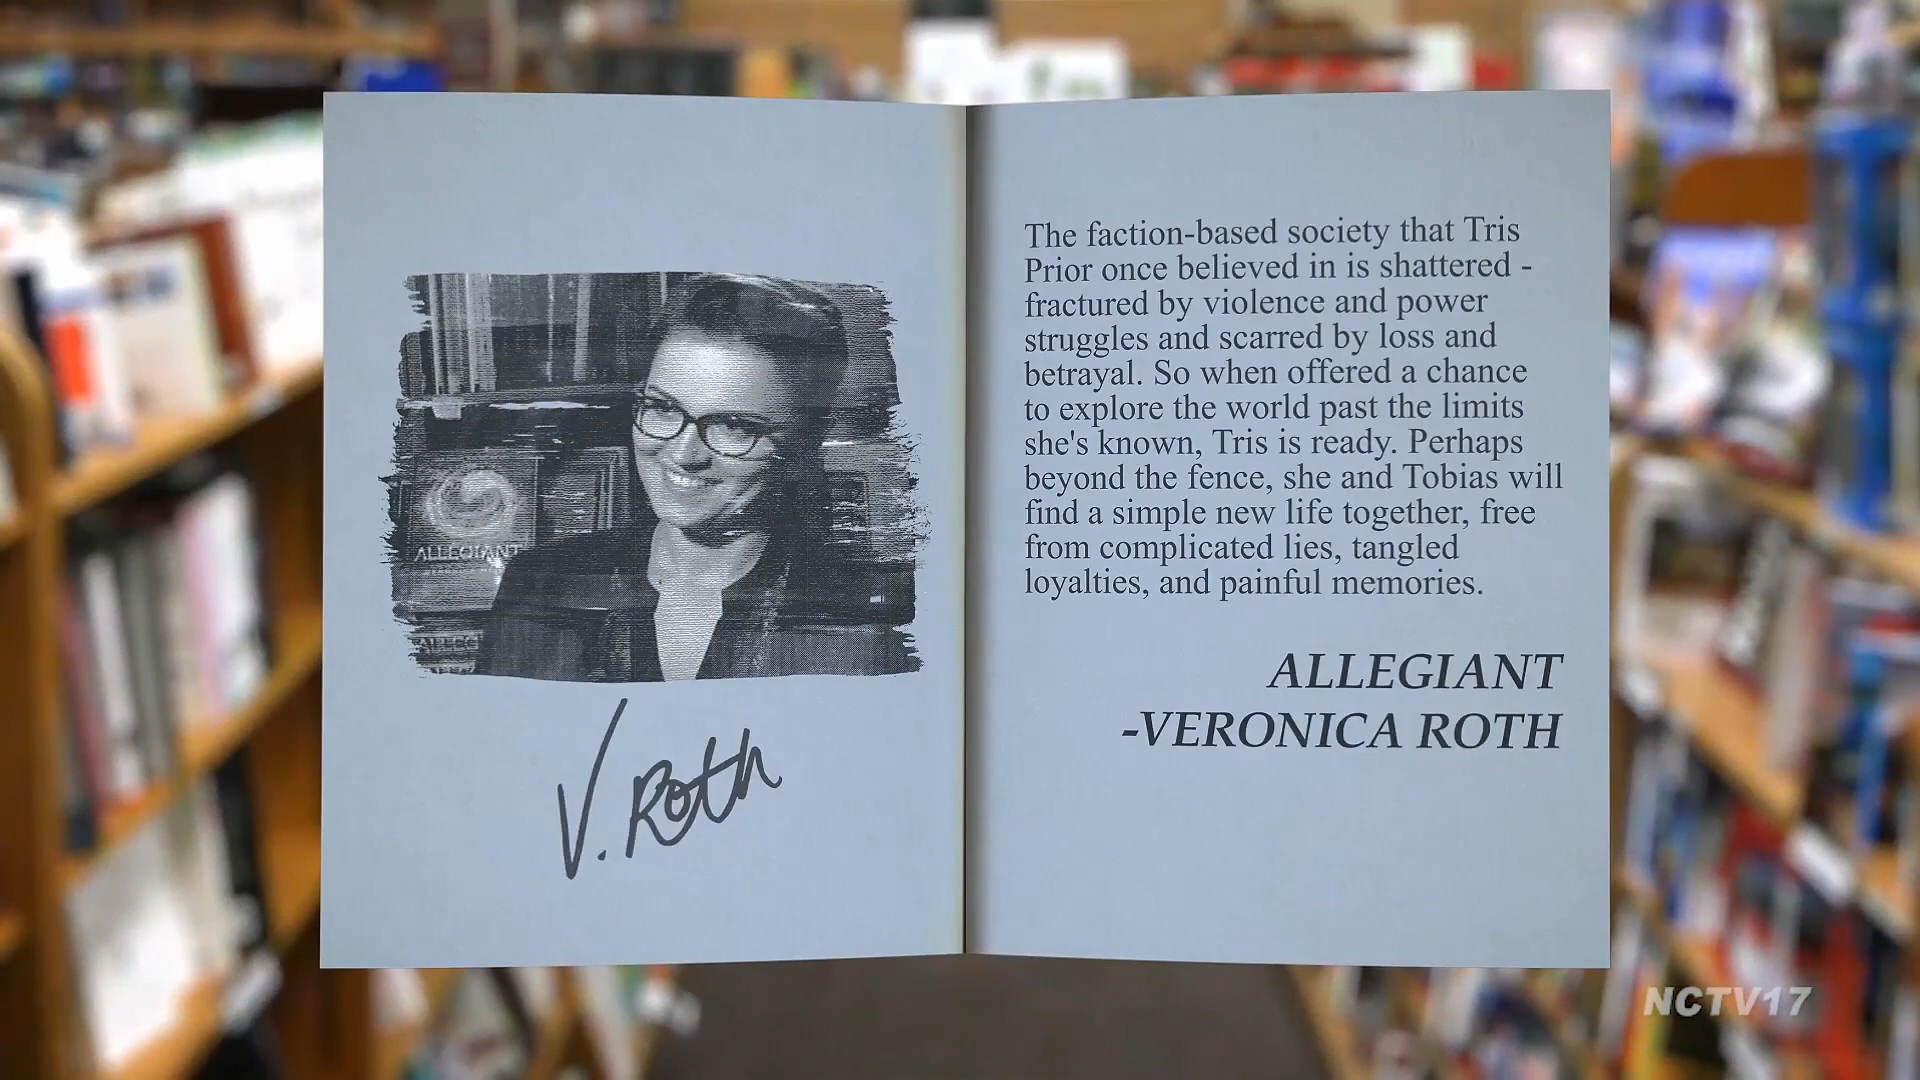 ALLEGIANT
V. Roth
The faction-based society that Tris
Prior once believed in is shattered -
fractured by violence and power
struggles and scarred by loss and
betrayal. So when offered a chance
to explore the world past the limits
she's known, Tris is ready. Perhaps
beyond the fence, she and Tobias will
find a simple new life together, free
from complicated lies, tangled
loyalties, and painful memories.
ALLEGIANT
-VERONICA ROTH
NCTV17